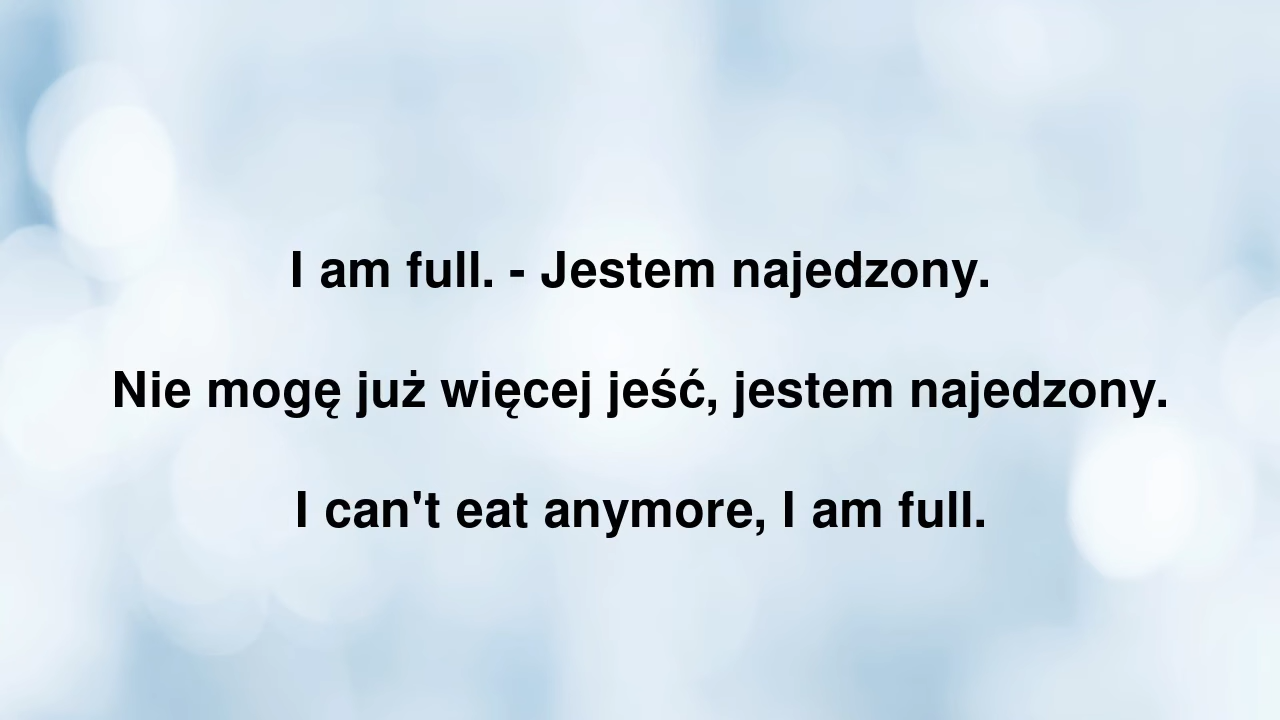 I am full. - Jestem najedzony.
Nie mogę już więcej jeść, jestem najedzony.
I can't eat anymore, I am full.